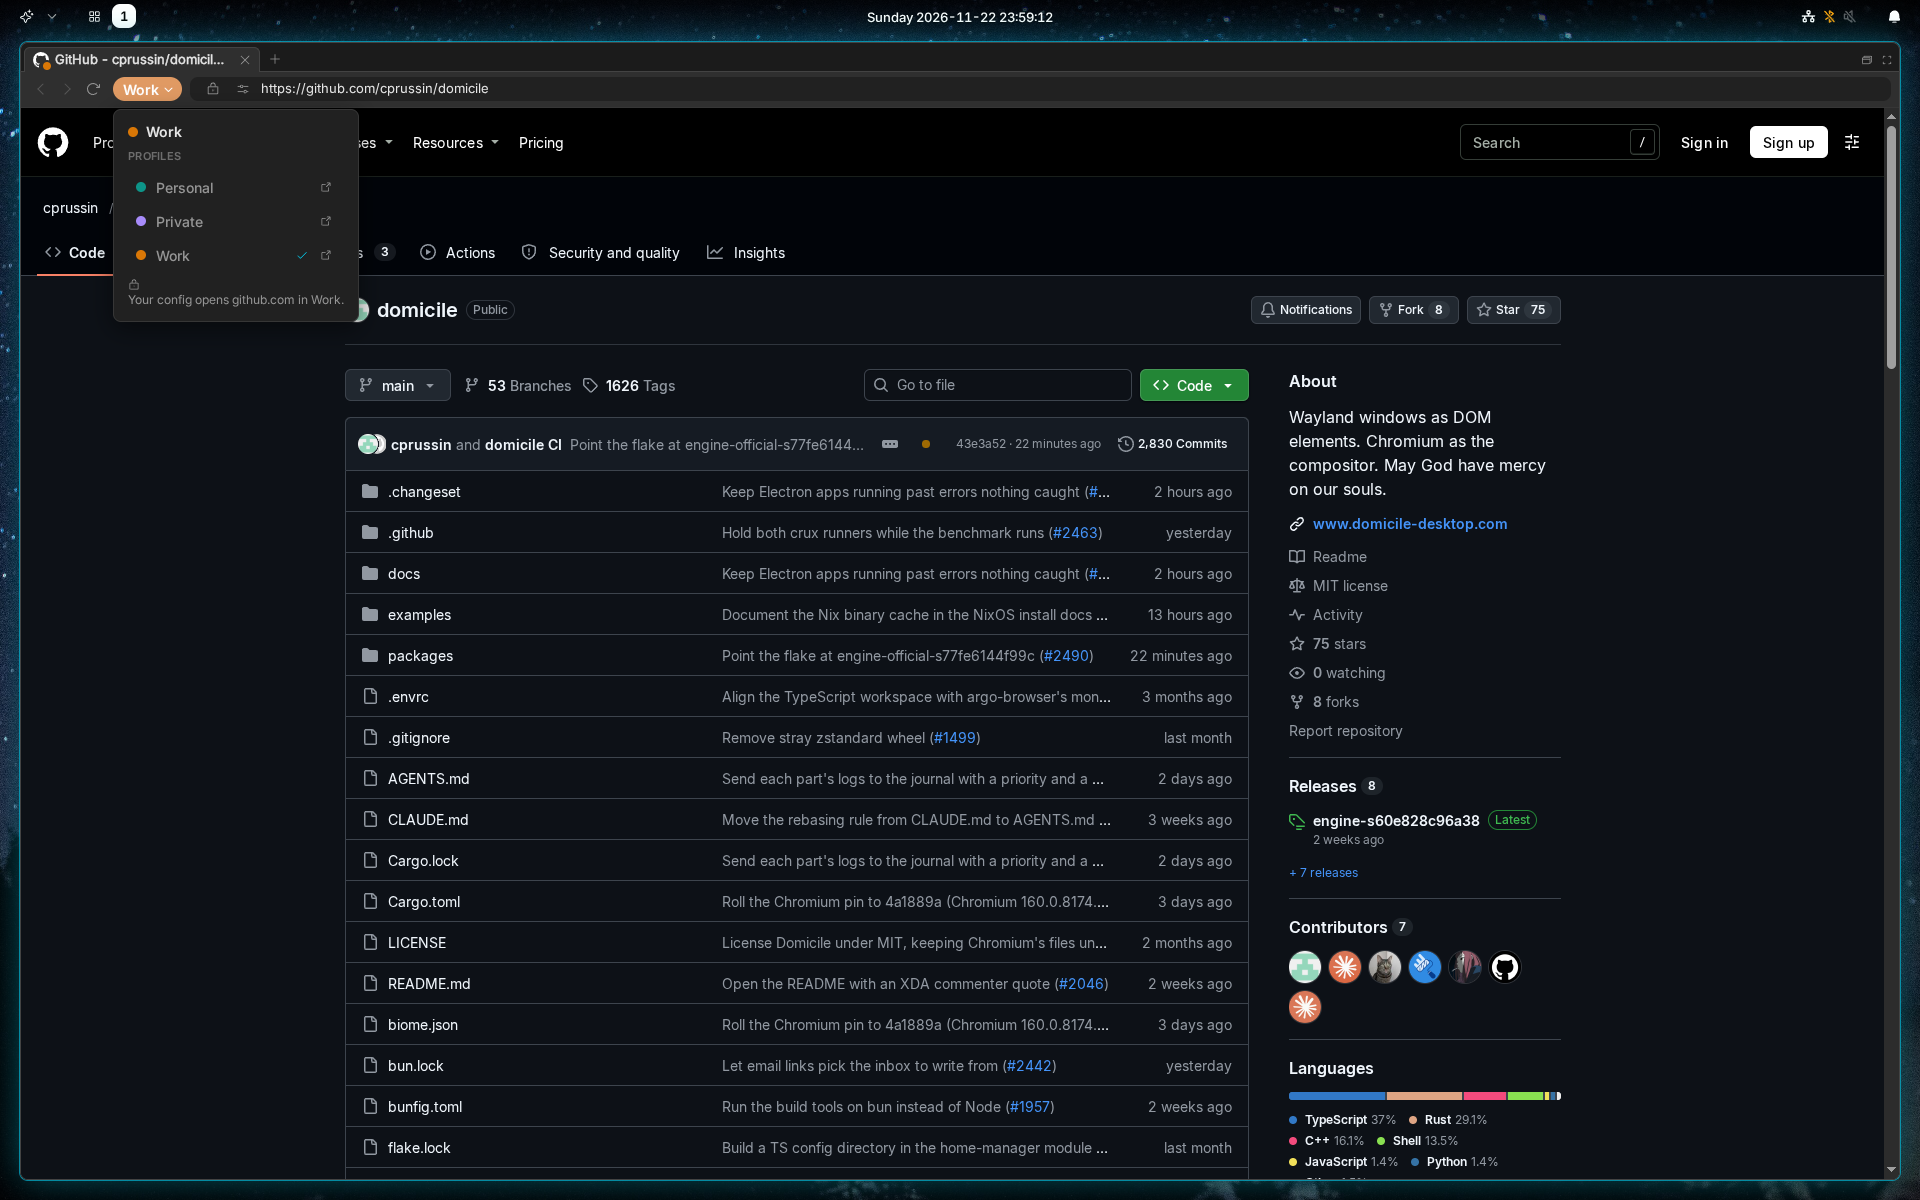 1
Sunday 2026-11-22 23:59:12
GitHub - cprussin/domicil...
Work
https://github.com/cprussin/domicile
Work
PROFILES
Personal
Private
Work
Your config opens github.com in Work.
Resources
Pricing
Search
/
Sign in
Sign up
cprussin /
Code
3
Actions
Security and quality
Insights
domicile
Public
Notifications
Fork 8
Star 75
main
53 Branches
1626 Tags
Go to file
Code
cprussin and domicile CI Point the flake at engine-official-s77fe6144...
43e3a52 · 22 minutes ago
2,830 Commits
.changeset Keep Electron apps running past errors nothing caught (#... 2 hours ago
.github Hold both crux runners while the benchmark runs (#2463) yesterday
docs Keep Electron apps running past errors nothing caught (#... 2 hours ago
examples Document the Nix binary cache in the NixOS install docs ... 13 hours ago
packages Point the flake at engine-official-s77fe6144f99c (#2490) 22 minutes ago
.envrc Align the TypeScript workspace with argo-browser's mon... 3 months ago
.gitignore Remove stray zstandard wheel (#1499) last month
AGENTS.md Send each part's logs to the journal with a priority and a ... 2 days ago
CLAUDE.md Move the rebasing rule from CLAUDE.md to AGENTS.md ... 3 weeks ago
Cargo.lock Send each part's logs to the journal with a priority and a ... 2 days ago
Cargo.toml Roll the Chromium pin to 4a1889a (Chromium 160.0.8174.... 3 days ago
LICENSE License Domicile under MIT, keeping Chromium's files un... 2 months ago
README.md Open the README with an XDA commenter quote (#2046) 2 weeks ago
biome.json Roll the Chromium pin to 4a1889a (Chromium 160.0.8174.... 3 days ago
bun.lock Let email links pick the inbox to write from (#2442) yesterday
bunfig.toml Run the build tools on bun instead of Node (#1957) 2 weeks ago
flake.lock Build a TS config directory in the home-manager module ... last month
About
Wayland windows as DOM
elements. Chromium as the
compositor. May God have mercy
on our souls.
www.domicile-desktop.com
Readme
MIT license
Activity
75 stars
0 watching
8 forks
Report repository
Releases 8
engine-s60e828c96a38 Latest
2 weeks ago
+ 7 releases
Contributors 7
Languages
TypeScript 37% Rust 29.1%
C++ 16.1% Shell 13.5%
JavaScript 1.4% Python 1.4%